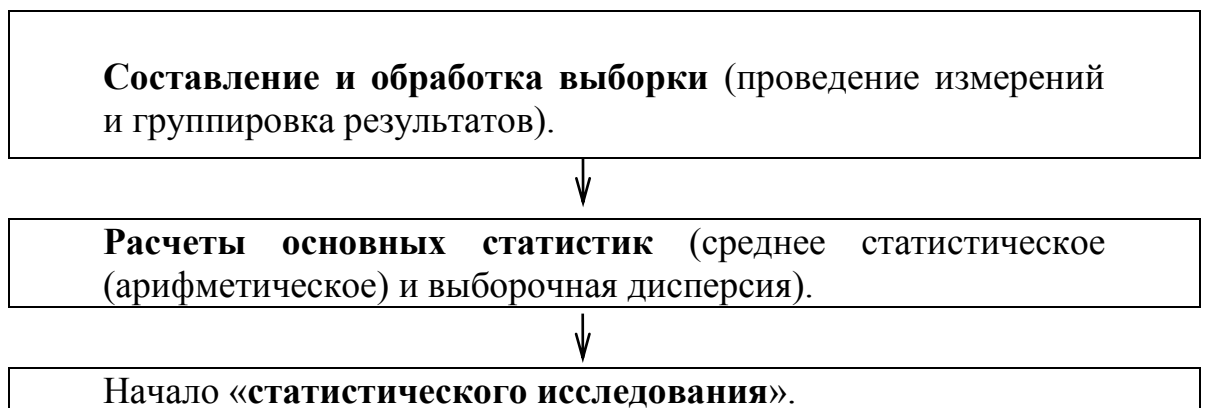 Составление и обработка выборки (проведение измерений
и группировка результатов).
Расчеты основных статистик (среднее статистическое
(арифметическое) и выборочная дисперсия).
Начало «статистического исследования».